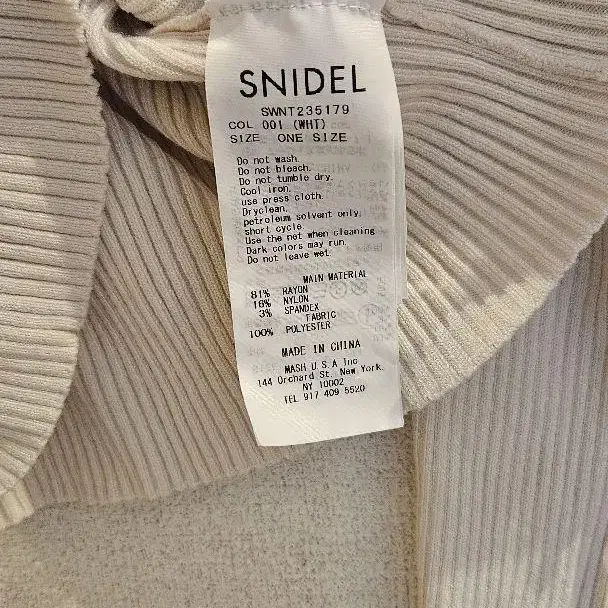 SNIDEL
SWNT235179
COL 001 (WHT)
SIZE ONE SIZE
Do not wash.
Do not bleach.
Do not tumble dry.
Cool iron.
use press cloth.
Dryclean.
petroleum solvent only,
short cycle.
Use the net when cleaning
Dark colors may run.
Do not leave wet.
MAIN MATERIAL
81% RAYON
16% NYLON
3% SPANDEX
FABRIC
100% POLYESTER
MADE IN CHINA
MASH U.S.A Inc
144 Orchard St. New York.
NY 10002
TEL 917 409 5520